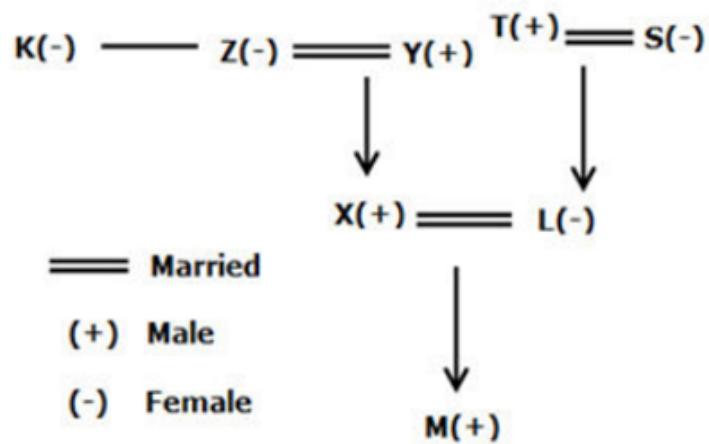 K(-) Z(-) Y(+) T(+) S(-)
X(+) L(-)
Married
(+) Male
(-) Female
M(+)